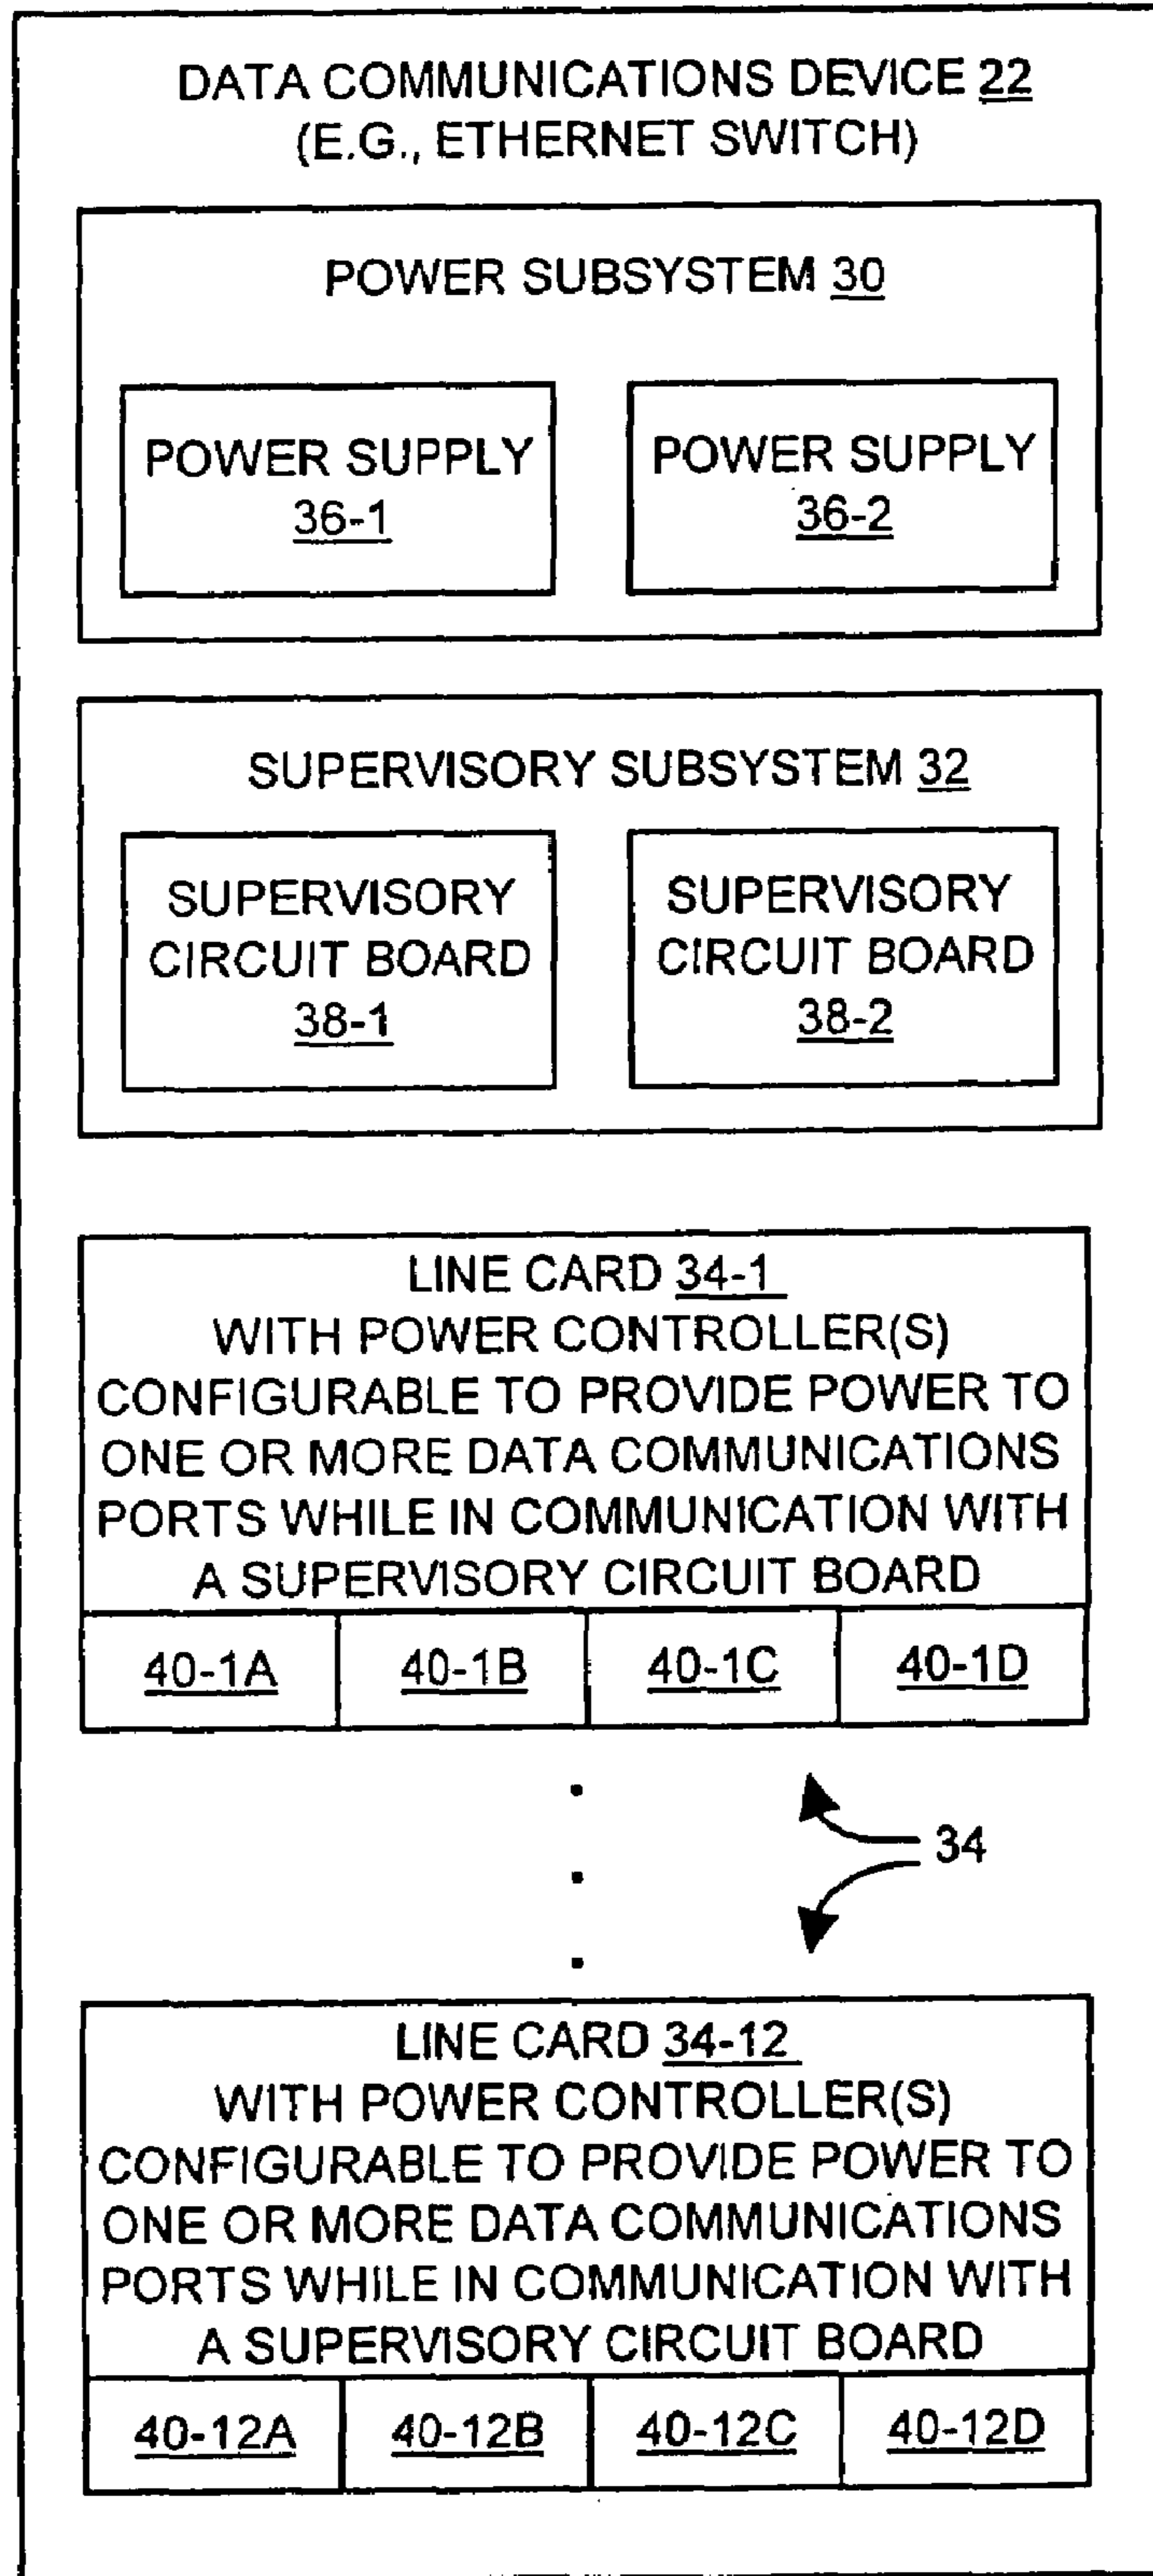 DATA COMMUNICATIONS DEVICE 22
(E.G., ETHERNET SWITCH)
POWER SUBSYSTEM 30
POWER SUPPLY
36-1
POWER SUPPLY
36-2
SUPERVISORY SUBSYSTEM 32
SUPERVISORY
CIRCUIT BOARD
38-1
SUPERVISORY
CIRCUIT BOARD
38-2
LINE CARD 34-1
WITH POWER CONTROLLER(S)
CONFIGURABLE TO PROVIDE POWER TO
ONE OR MORE DATA COMMUNICATIONS
PORTS WHILE IN COMMUNICATION WITH
A SUPERVISORY CIRCUIT BOARD
40-1A
40-1B
40-1C
40-1D
34
LINE CARD 34-12
WITH POWER CONTROLLER(S)
CONFIGURABLE TO PROVIDE POWER TO
ONE OR MORE DATA COMMUNICATIONS
PORTS WHILE IN COMMUNICATION WITH
A SUPERVISORY CIRCUIT BOARD
40-12A
40-12B
40-12C
40-12D